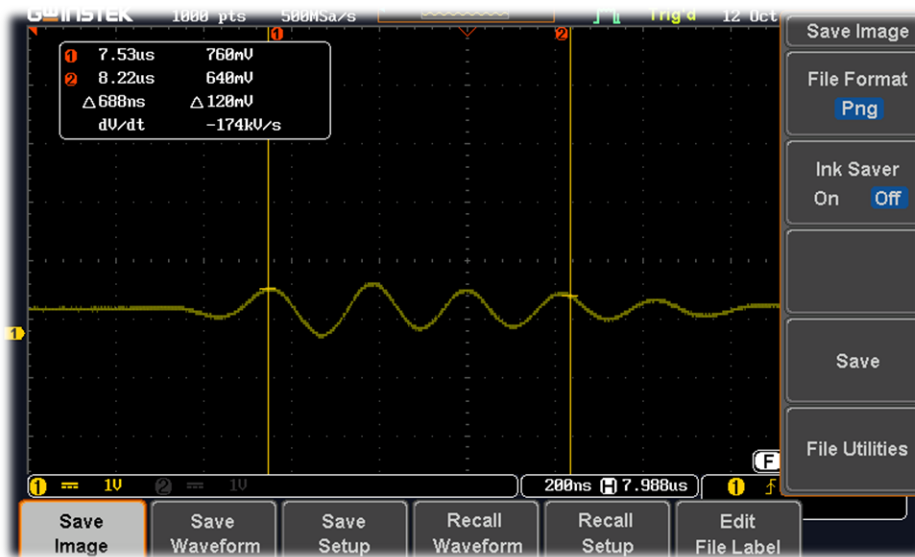 GWINSTEK 1000 pts 500MSa/s Trig'd 12 Oct
1 2
1 7.53us 760mV
2 8.22us 640mV
△688ns △120mV
dV/dt -174kV/s
1
F
1 1V 2 1V 200ns H 7.988us 1
Save Image
File Format
Png
Ink Saver
On Off
Save
File Utilities
Save Image
Save Waveform
Save Setup
Recall Waveform
Recall Setup
Edit File Label